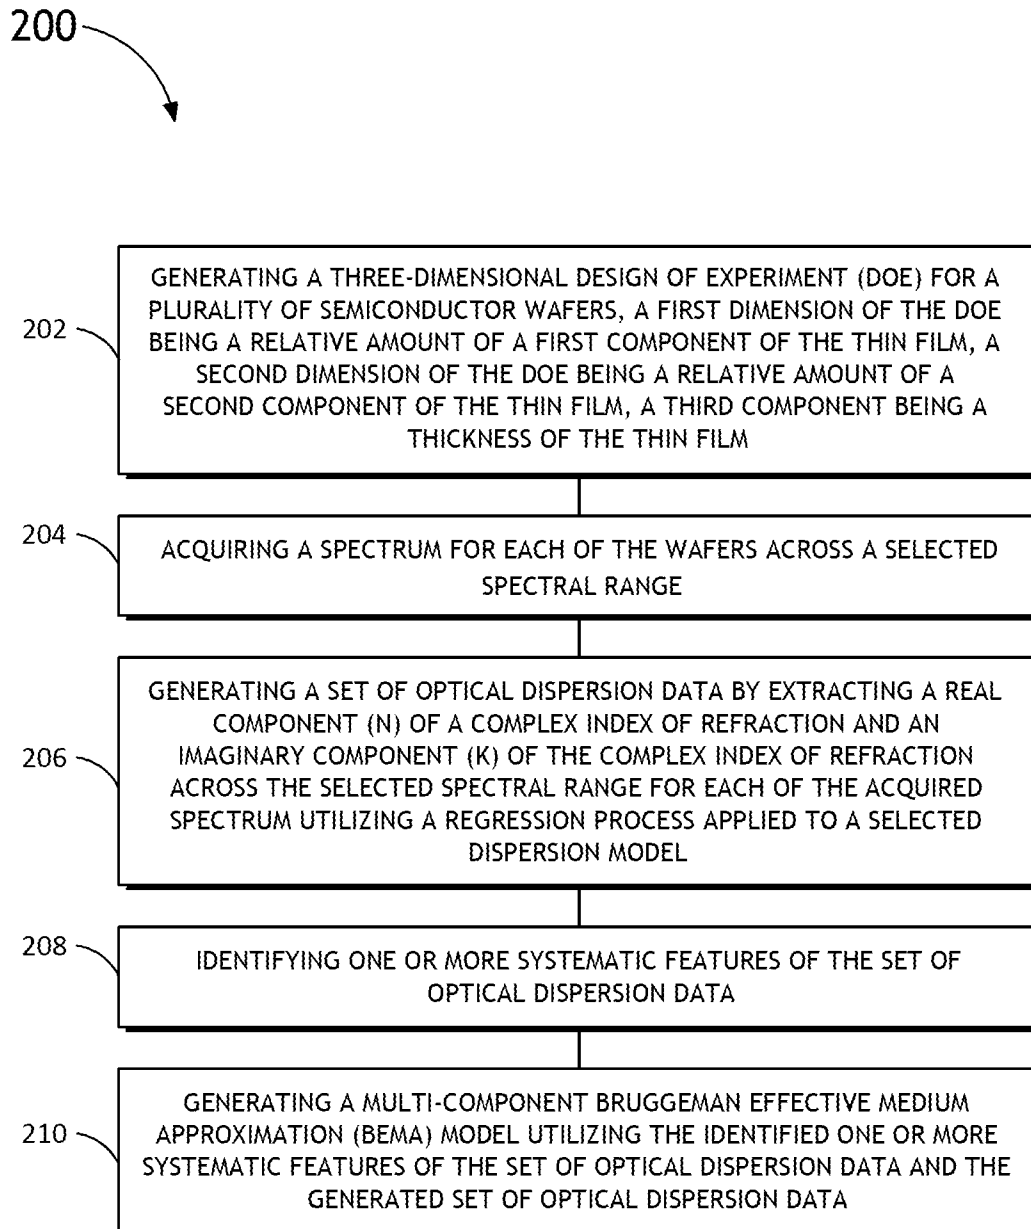 200
202
GENERATING A THREE-DIMENSIONAL DESIGN OF EXPERIMENT (DOE) FOR A
PLURALITY OF SEMICONDUCTOR WAFERS, A FIRST DIMENSION OF THE DOE
BEING A RELATIVE AMOUNT OF A FIRST COMPONENT OF THE THIN FILM, A
SECOND DIMENSION OF THE DOE BEING A RELATIVE AMOUNT OF A
SECOND COMPONENT OF THE THIN FILM, A THIRD COMPONENT BEING A
THICKNESS OF THE THIN FILM
204
ACQUIRING A SPECTRUM FOR EACH OF THE WAFERS ACROSS A SELECTED
SPECTRAL RANGE
206
GENERATING A SET OF OPTICAL DISPERSION DATA BY EXTRACTING A REAL
COMPONENT (N) OF A COMPLEX INDEX OF REFRACTION AND AN
IMAGINARY COMPONENT (K) OF THE COMPLEX INDEX OF REFRACTION
ACROSS THE SELECTED SPECTRAL RANGE FOR EACH OF THE ACQUIRED
SPECTRUM UTILIZING A REGRESSION PROCESS APPLIED TO A SELECTED
DISPERSION MODEL
208
IDENTIFYING ONE OR MORE SYSTEMATIC FEATURES OF THE SET OF
OPTICAL DISPERSION DATA
210
GENERATING A MULTI-COMPONENT BRUGGEMAN EFFECTIVE MEDIUM
APPROXIMATION (BEMA) MODEL UTILIZING THE IDENTIFIED ONE OR MORE
SYSTEMATIC FEATURES OF THE SET OF OPTICAL DISPERSION DATA AND THE
GENERATED SET OF OPTICAL DISPERSION DATA